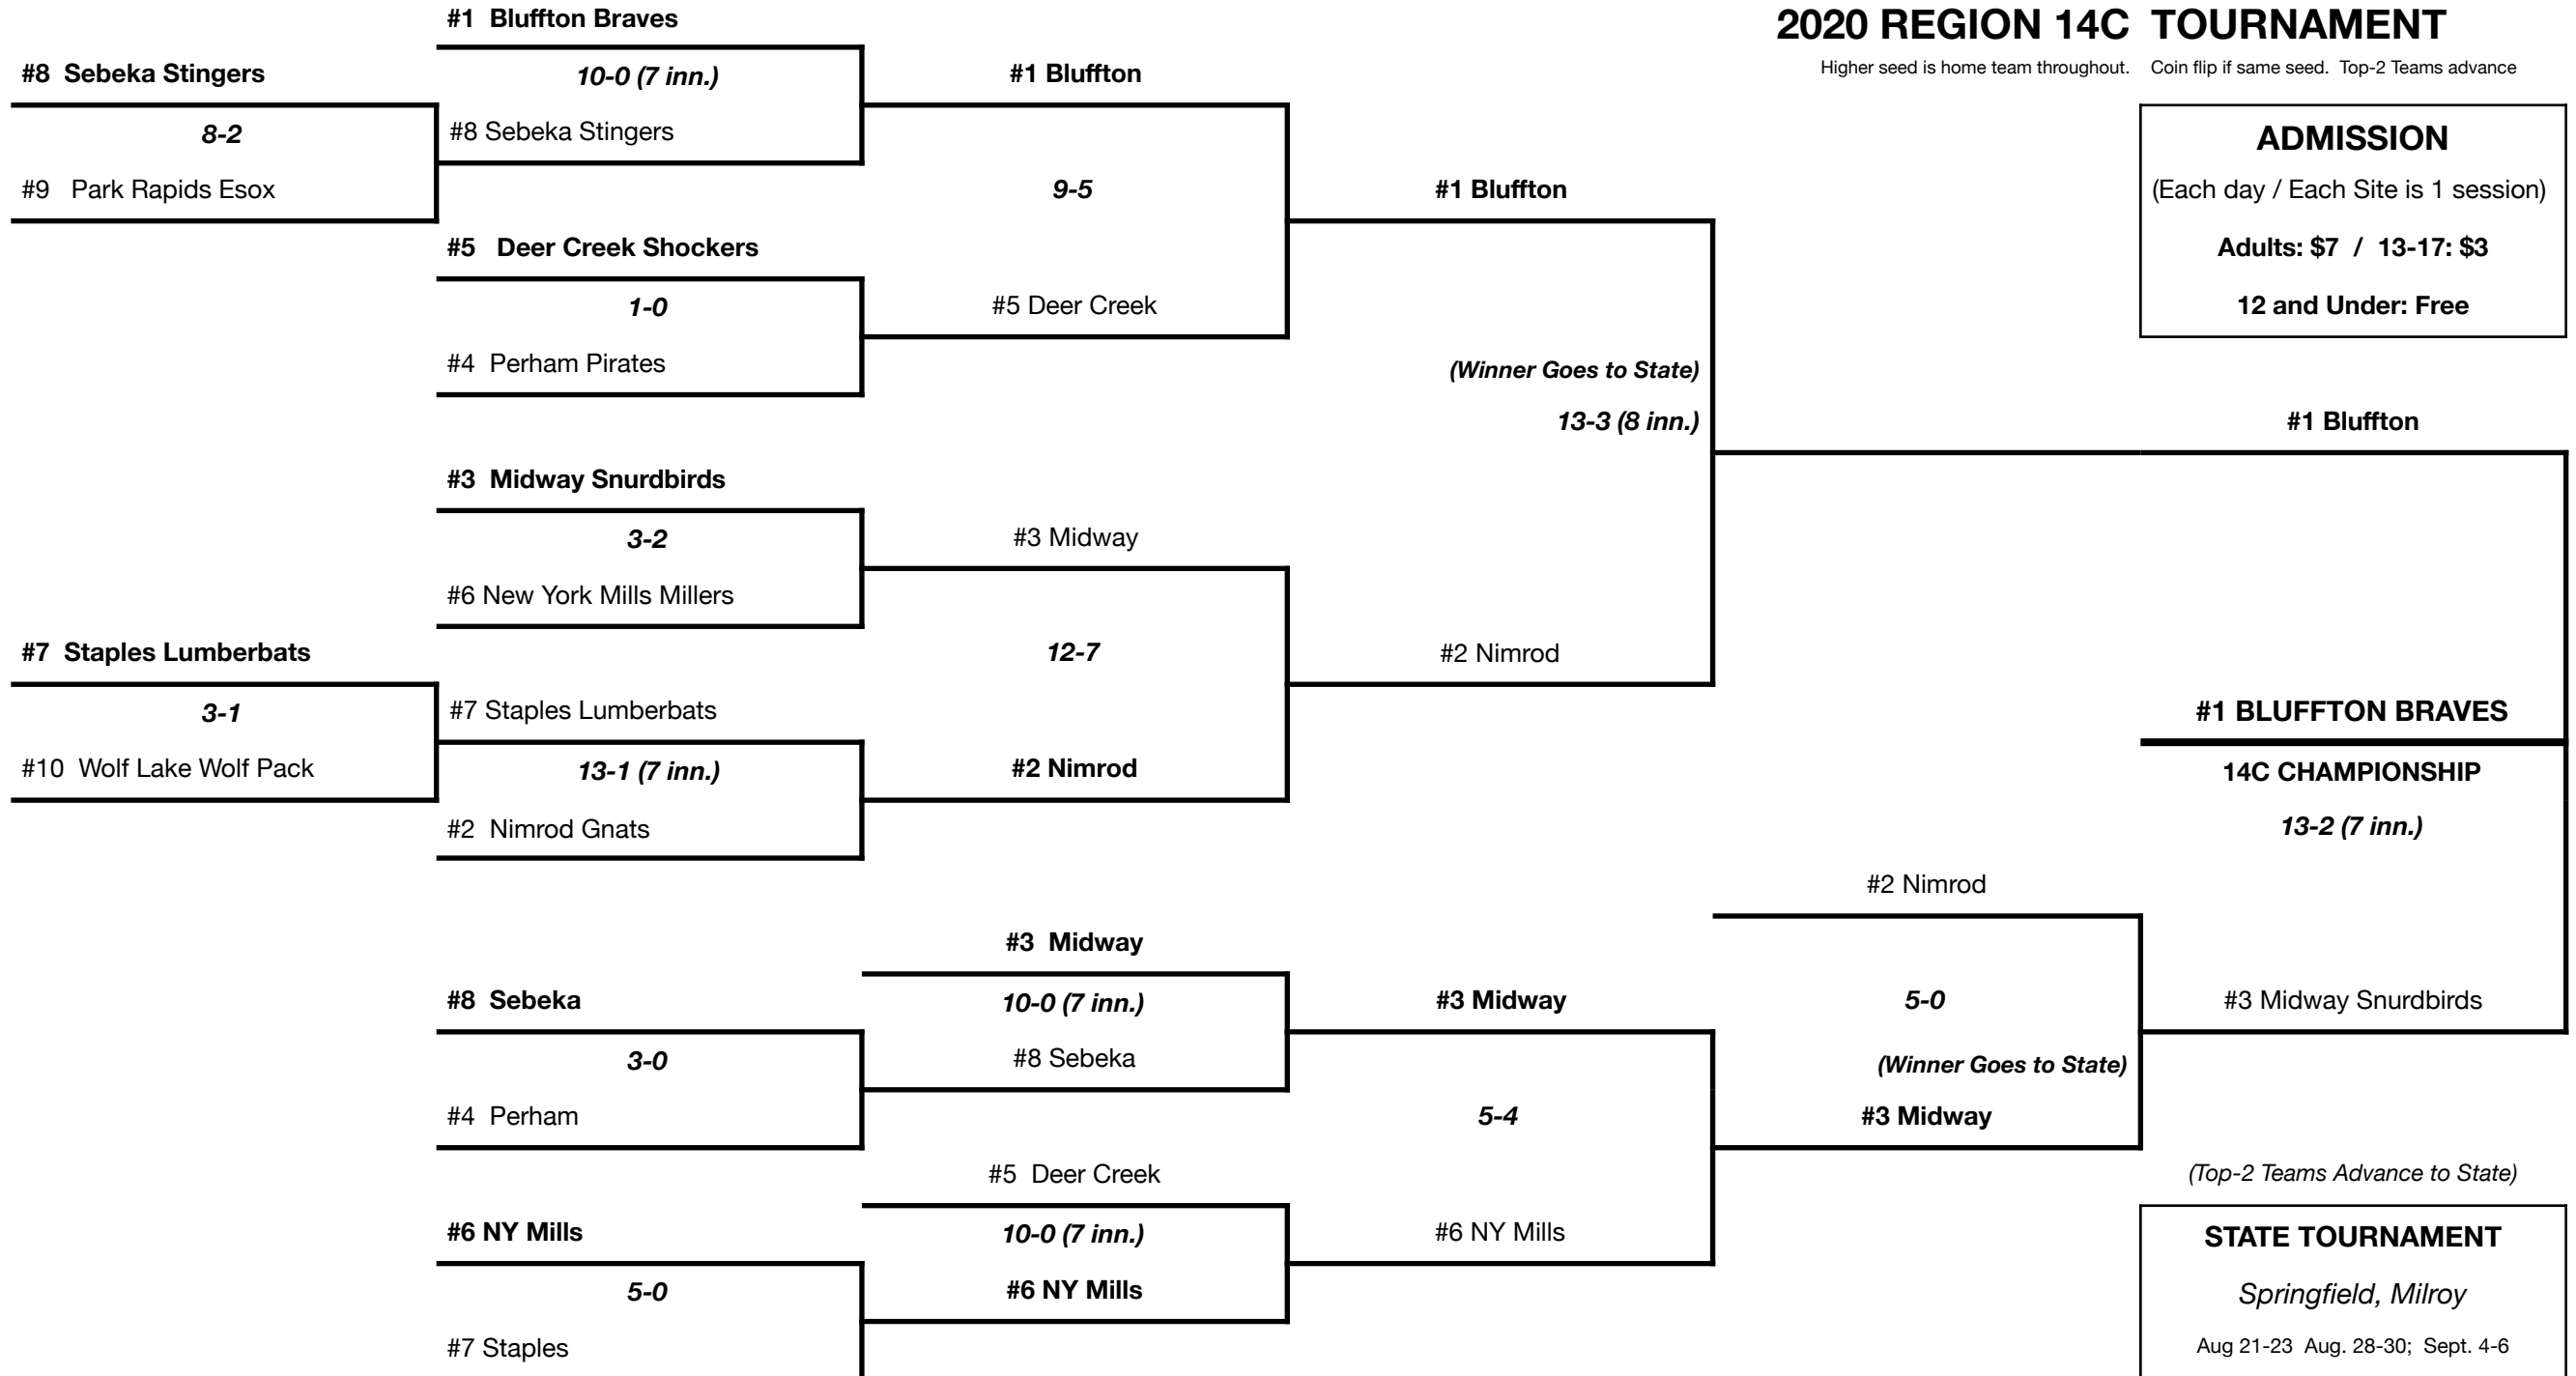 #1 Bluffton Braves
2020 REGION 14C TOURNAMENT
#8 Sebeka Stingers
10-0 (7 inn.)
#1 Bluffton
Higher seed is home team throughout. Coin flip if same seed. Top-2 Teams advance
8-2
#8 Sebeka Stingers
ADMISSION
#9 Park Rapids Esox
9-5
#1 Bluffton
(Each day / Each Site is 1 session)
#5 Deer Creek Shockers
Adults: $7 / 13-17: $3
1-0
#5 Deer Creek
12 and Under: Free
#4 Perham Pirates
(Winner Goes to State)
13-3 (8 inn.)
#1 Bluffton
#3 Midway Snurdbirds
3-2
#3 Midway
#6 New York Mills Millers
#7 Staples Lumberbats
12-7
#2 Nimrod
3-1
#7 Staples Lumberbats
#1 BLUFFTON BRAVES
#10 Wolf Lake Wolf Pack
13-1 (7 inn.)
#2 Nimrod
14C CHAMPIONSHIP
#2 Nimrod Gnats
13-2 (7 inn.)
#2 Nimrod
#3 Midway
#8 Sebeka
10-0 (7 inn.)
#3 Midway
5-0
#3 Midway Snurdbirds
3-0
#8 Sebeka
(Winner Goes to State)
#4 Perham
5-4
#3 Midway
#5 Deer Creek
(Top-2 Teams Advance to State)
#6 NY Mills
10-0 (7 inn.)
#6 NY Mills
STATE TOURNAMENT
5-0
#6 NY Mills
Springfield, Milroy
#7 Staples
Aug 21-23 Aug. 28-30; Sept. 4-6